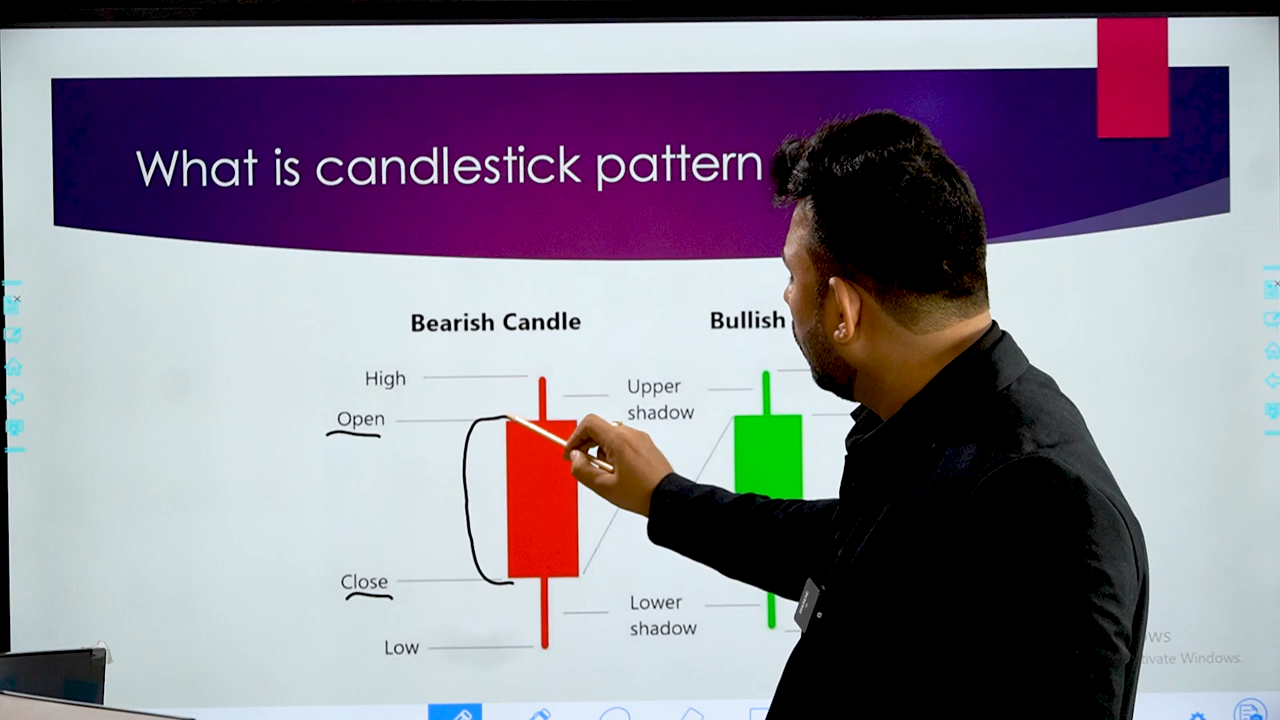 What is candlestick pattern
Bearish Candle
Bullish
High
Upper
shadow
Open
Close
Lower
shadow
Low